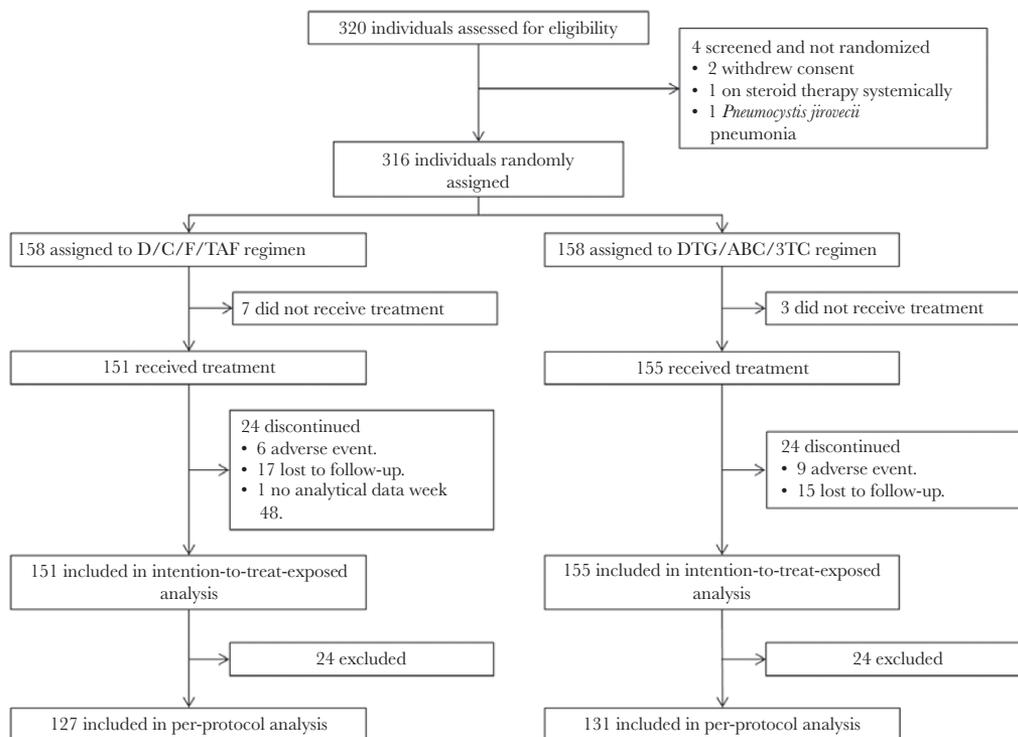 320 individuals assessed for eligibility
4 screened and not randomized
• 2 withdrew consent
• 1 on steroid therapy systemically
• 1 Pneumocystis jirovecii
pneumonia
316 individuals randomly
assigned
158 assigned to D/C/F/TAF regimen
158 assigned to DTG/ABC/3TC regimen
7 did not receive treatment
3 did not receive treatment
151 received treatment
155 received treatment
24 discontinued
• 6 adverse event.
• 17 lost to follow-up.
• 1 no analytical data week
48.
24 discontinued
• 9 adverse event.
• 15 lost to follow-up.
151 included in intention-to-treat-exposed
analysis
155 included in intention-to-treat-exposed
analysis
24 excluded
24 excluded
127 included in per-protocol analysis
131 included in per-protocol analysis